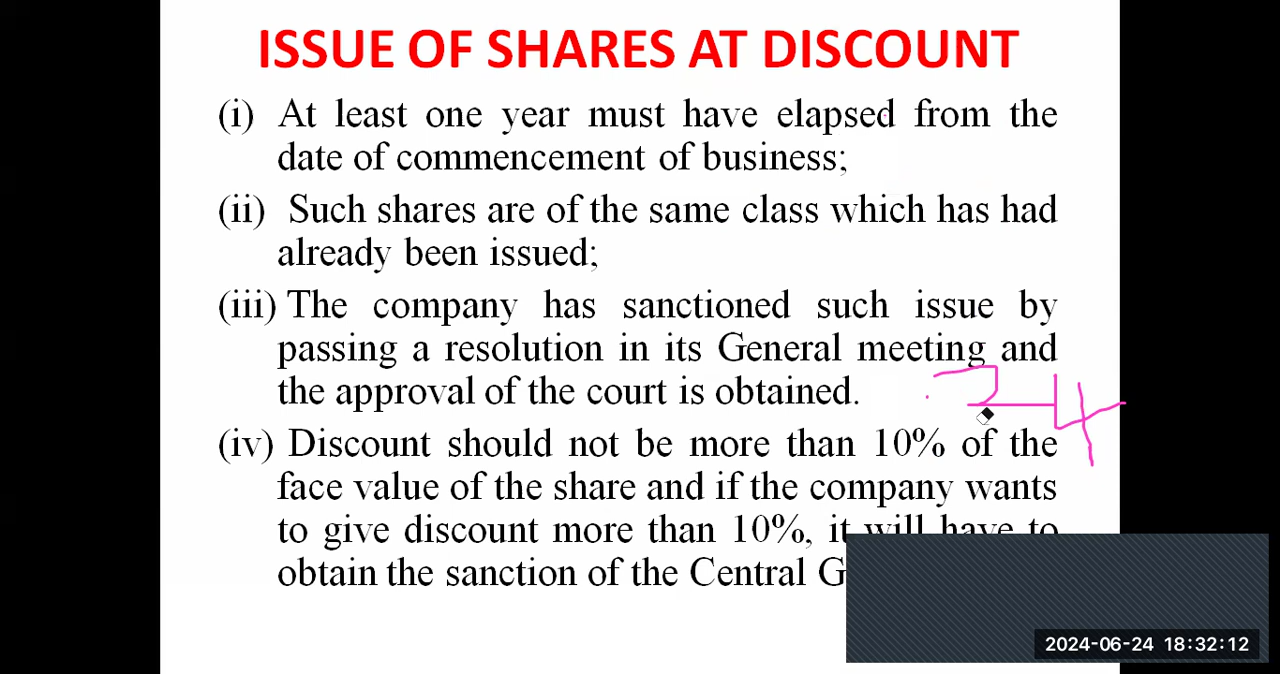 ISSUE OF SHARES AT DISCOUNT
(i) At least one year must have elapsed from the
date of commencement of business;
(ii) Such shares are of the same class which has had
already been issued;
(iii) The company has sanctioned such issue by
passing a resolution in its General meeting and
the approval of the court is obtained.
24
(iv) Discount should not be more than 10% of the
face value of the share and if the company wants
to give discount more than 10%, it will have to
obtain the sanction of the Central G
2024-06-24 18:32:12